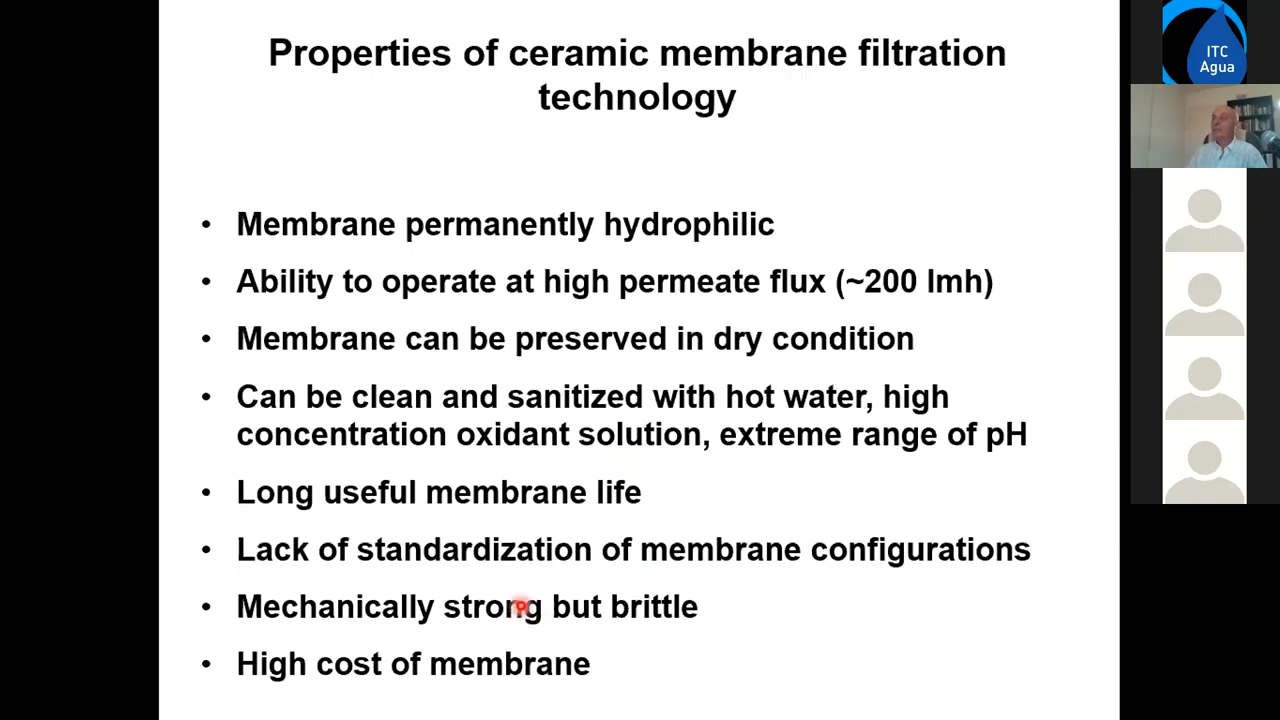 Properties of ceramic membrane filtration
technology
• Membrane permanently hydrophilic
• Ability to operate at high permeate flux (~200 lmh)
• Membrane can be preserved in dry condition
• Can be clean and sanitized with hot water, high
concentration oxidant solution, extreme range of pH
• Long useful membrane life
• Lack of standardization of membrane configurations
• Mechanically strong but brittle
• High cost of membrane
ITC
Agua